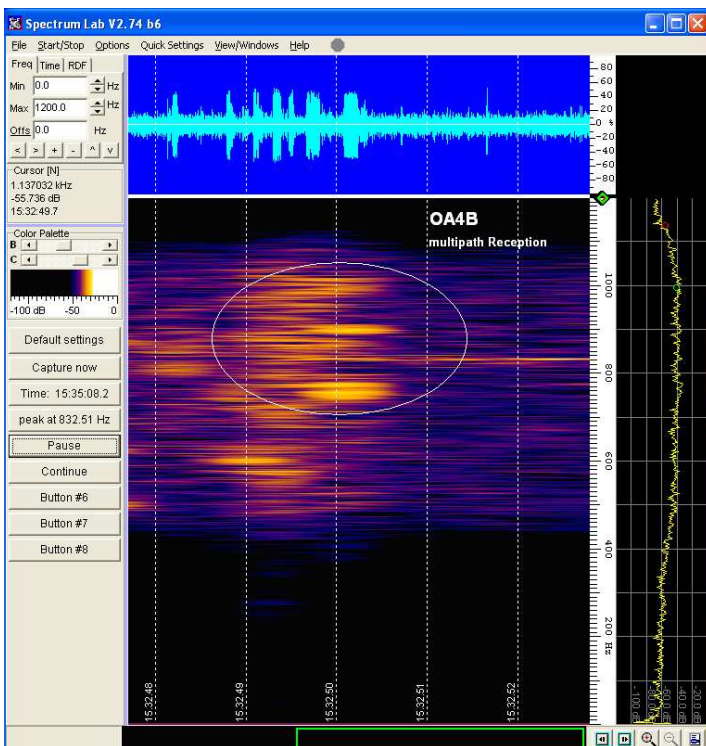 Spectrum Lab V2.74 b6
File Start/Stop Options Quick Settings View/Windows Help
Freq Time RDF
Min 0.0 Hz
Max 1200.0 Hz
Offs 0.0 Hz
< > + - ^ v
Cursor [N]
1.137032 kHz
-55.736 dB
15:32:49.7
Color Palette
B
C
-100 dB -50 0
Default settings
Capture now
Time: 15:35:08.2
peak at 832.51 Hz
Pause
Continue
Button #6
Button #7
Button #8
80
60
40
20
-0 %
-20
-40
-60
-80
OA4B
multipath Reception
1000
800
600
400
200 Hz
15:32:48
15:32:49
15:32:50
15:32:51
15:32:52
-100.0 dB
-80.0 dB
-60.0 dB
-40.0 dB
-20.0 dB